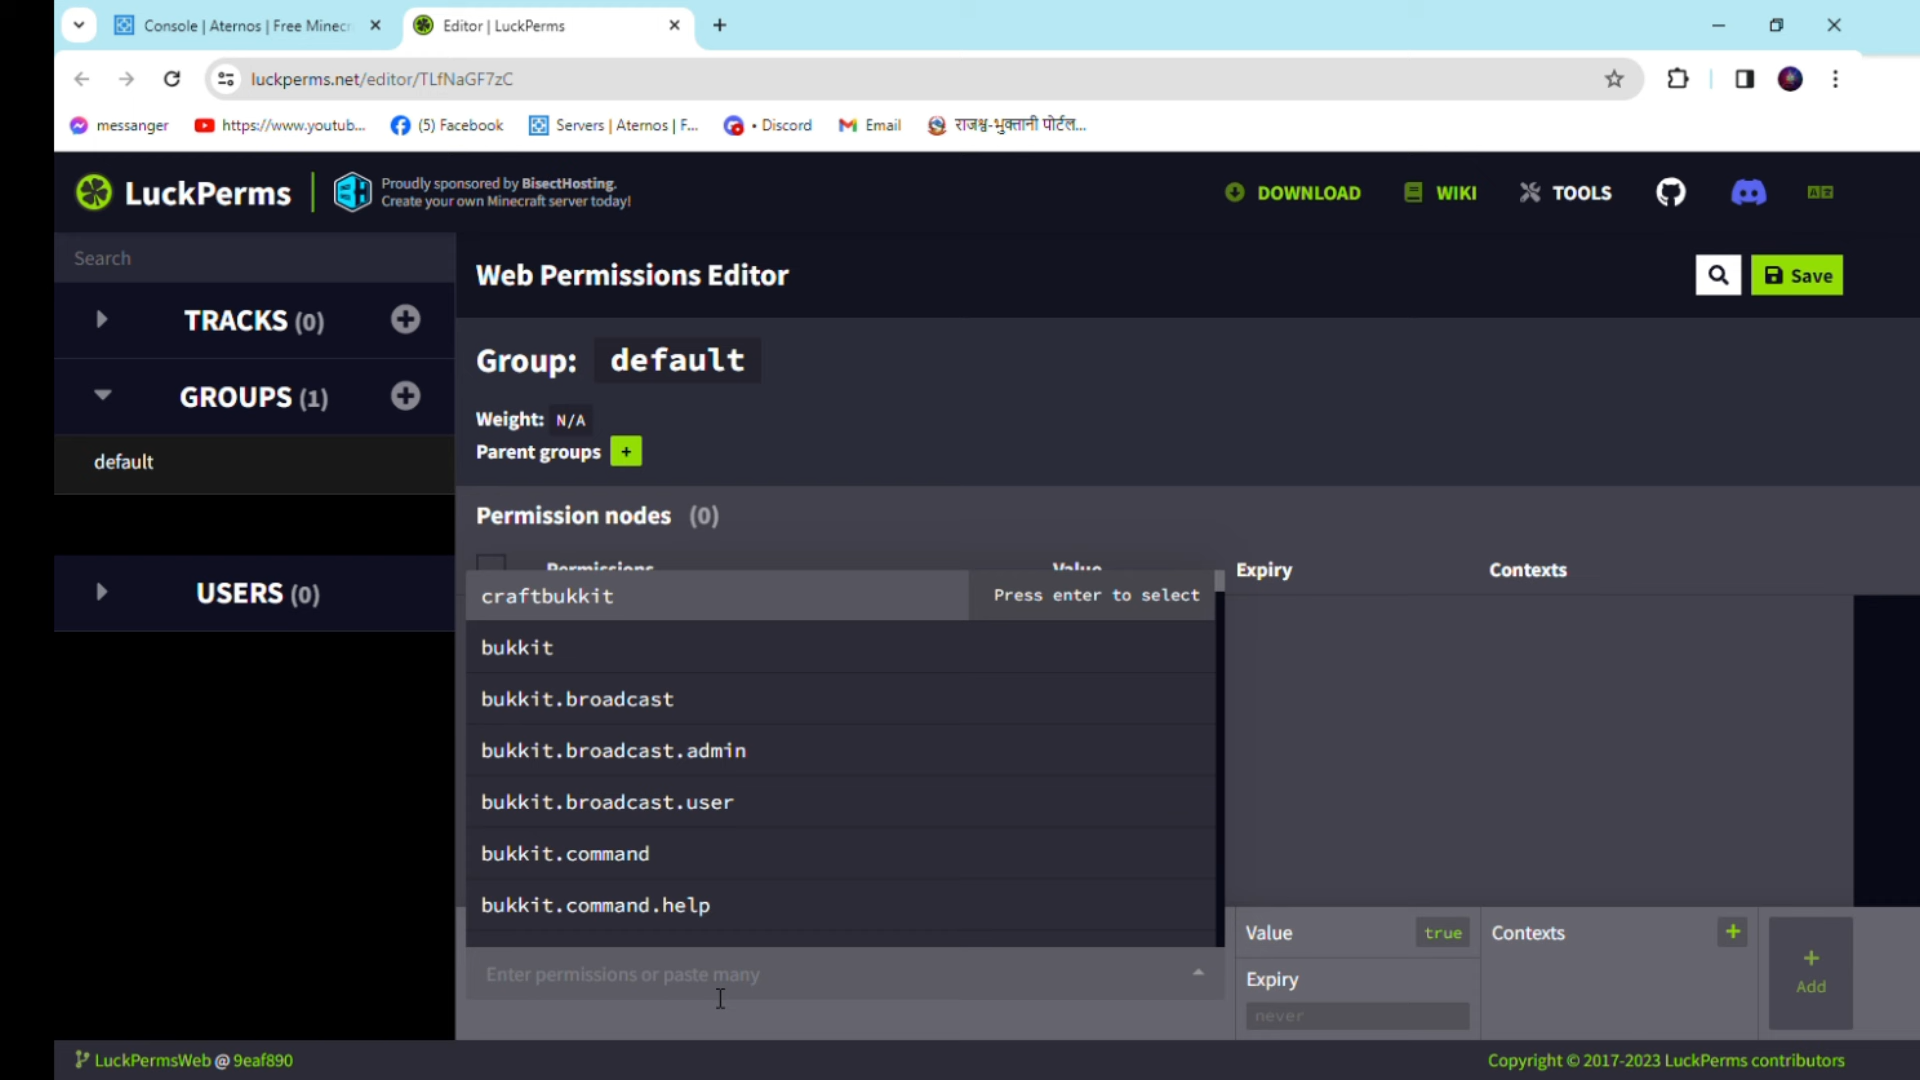 Console | Aternos | Free Minecr
Editor | LuckPerms
luckperms.net/editor/TLfNaGF7zC
messanger
https://www.youtub...
(5) Facebook
Servers | Aternos | F...
• Discord
Email
राजश्व-भुक्तानी पोर्टल...
LuckPerms
Proudly sponsored by BisectHosting.
Create your own Minecraft server today!
DOWNLOAD
WIKI
TOOLS
Search
TRACKS (0)
GROUPS (1)
default
USERS (0)
Web Permissions Editor
Save
Group: default
Weight: N/A
Parent groups +
Permission nodes (0)
Permissions
Value
Expiry
Contexts
craftbukkit
Press enter to select
bukkit
bukkit.broadcast
bukkit.broadcast.admin
bukkit.broadcast.user
bukkit.command
bukkit.command.help
Enter permissions or paste many
Value true
Expiry
never
Contexts +
+
Add
LuckPermsWeb @ 9eaf890
Copyright © 2017-2023 LuckPerms contributors